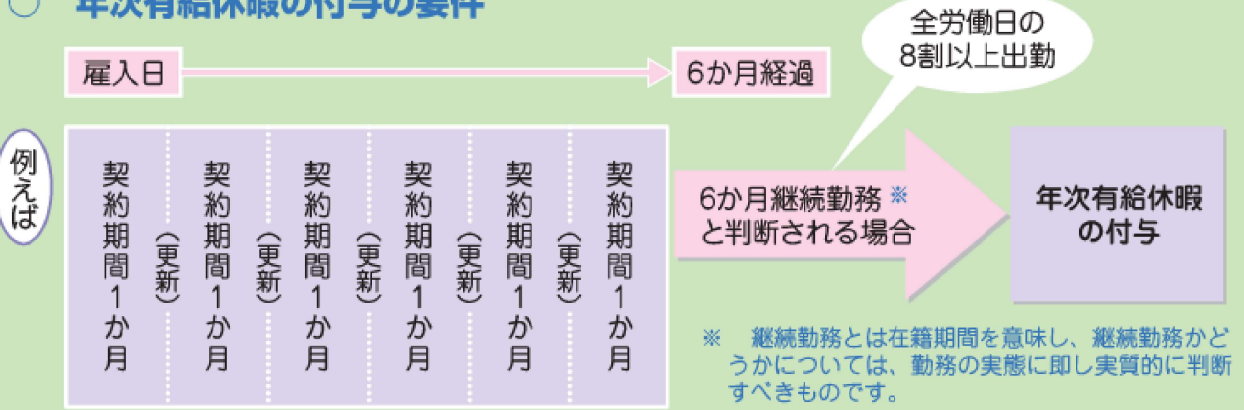 ○ 年次有給休暇の付与の要件
雇入日
6か月経過
全労働日の
8割以上出勤
例えば
契約期間1か月
(更新)
契約期間1か月
(更新)
契約期間1か月
(更新)
契約期間1か月
(更新)
契約期間1か月
(更新)
契約期間1か月
6か月継続勤務※
と判断される場合
年次有給休暇
の付与
※ 継続勤務とは在籍期間を意味し、継続勤務かど
うかについては、勤務の実態に即し実質的に判断
すべきものです。